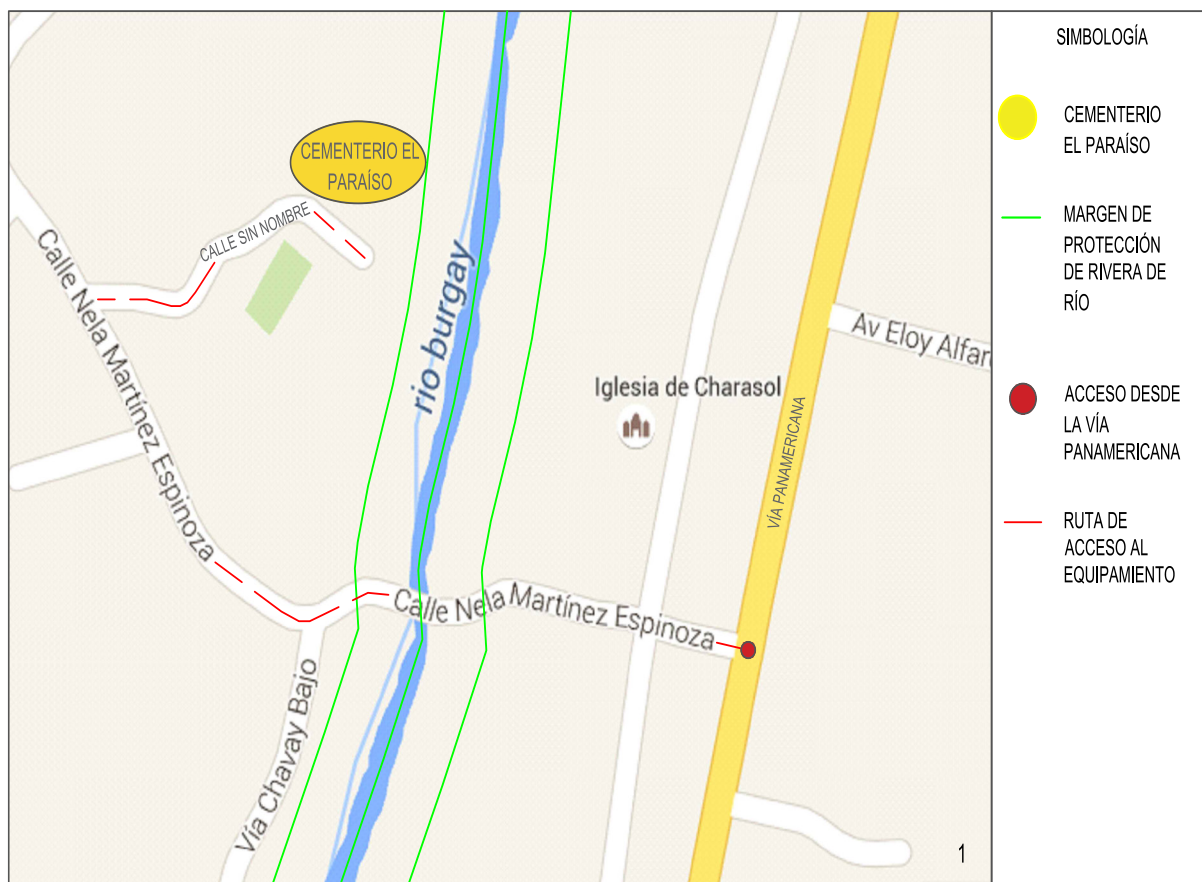 CEMENTERIO EL
PARAÍSO
CALLE SIN NOMBRE
Calle Nela Martínez Espinoza
rio burgay
Av Eloy Alfar
Iglesia de Charasol
VÍA PANAMERICANA
Calle Nela Martínez Espinoza
Vía Chavay Bajo
1
SIMBOLOGÍA
CEMENTERIO
EL PARAÍSO
MARGEN DE
PROTECCIÓN
DE RIVERA DE
RÍO
ACCESO DESDE
LA VÍA
PANAMERICANA
RUTA DE
ACCESO AL
EQUIPAMIENTO